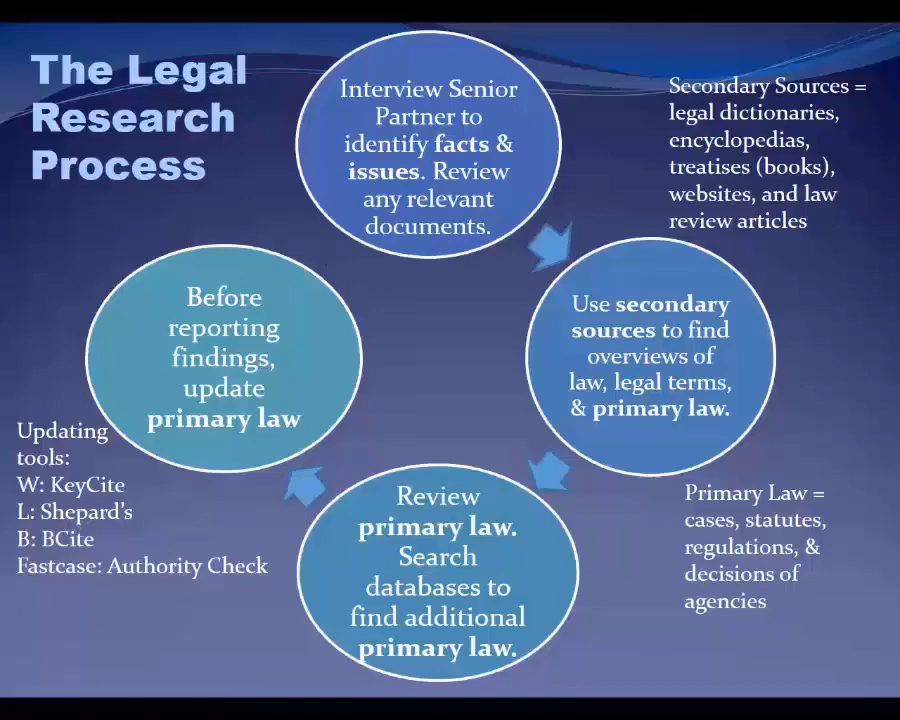 The Legal
Research
Process
Interview Senior
Partner to
identify facts &
issues. Review
any relevant
documents.
Secondary Sources =
legal dictionaries,
encyclopedias,
treatises (books),
websites, and law
review articles
Use secondary
sources to find
overviews of
law, legal terms,
& primary law.
Primary Law =
cases, statutes,
regulations, &
decisions of
agencies
Review
primary law.
Search
databases to
find additional
primary law.
Before
reporting
findings,
update
primary law
Updating
tools:
W: KeyCite
L: Shepard’s
B: BCite
Fastcase: Authority Check